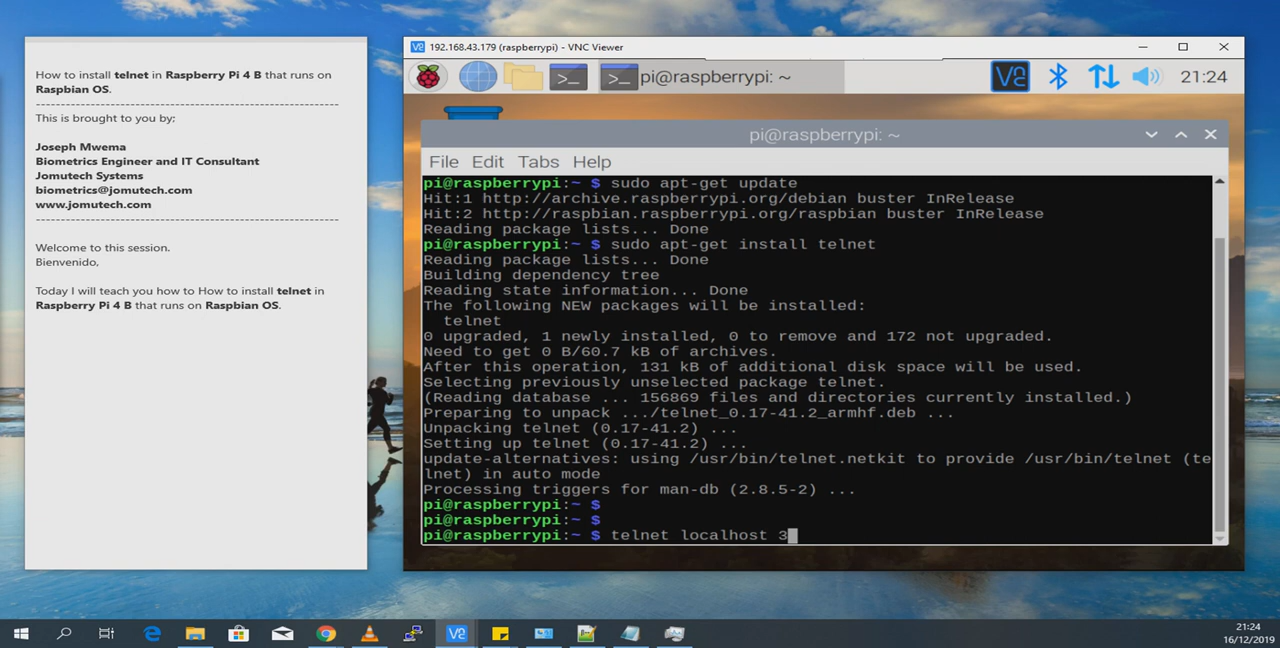 How to install telnet in Raspberry Pi 4 B that runs on
Raspbian OS.
--------------------------------------------------------------------------------
This is brought to you by:
Joseph Mwema
Biometrics Engineer and IT Consultant
Jomutech Systems
biometrics@jomutech.com
www.jomutech.com
--------------------------------------------------------------------------------
Welcome to this session.
Bienvenido,
Today I will teach you how to How to install telnet in
Raspberry Pi 4 B that runs on Raspbian OS.
192.168.43.179 (raspberrypi) - VNC Viewer
pi@raspberrypi: ~
21:24
pi@raspberrypi: ~
File Edit Tabs Help
pi@raspberrypi:~ $ sudo apt-get update
Hit:1 http://archive.raspberrypi.org/debian buster InRelease
Hit:2 http://raspbian.raspberrypi.org/raspbian buster InRelease
Reading package lists... Done
pi@raspberrypi:~ $ sudo apt-get install telnet
Reading package lists... Done
Building dependency tree
Reading state information... Done
The following NEW packages will be installed:
  telnet
0 upgraded, 1 newly installed, 0 to remove and 172 not upgraded.
Need to get 0 B/60.7 kB of archives.
After this operation, 131 kB of additional disk space will be used.
Selecting previously unselected package telnet.
(Reading database ... 156869 files and directories currently installed.)
Preparing to unpack .../telnet_0.17-41.2_armhf.deb ...
Unpacking telnet (0.17-41.2) ...
Setting up telnet (0.17-41.2) ...
update-alternatives: using /usr/bin/telnet.netkit to provide /usr/bin/telnet (te
lnet) in auto mode
Processing triggers for man-db (2.8.5-2) ...
pi@raspberrypi:~ $
pi@raspberrypi:~ $
pi@raspberrypi:~ $ telnet localhost 3
21:24
16/12/2019